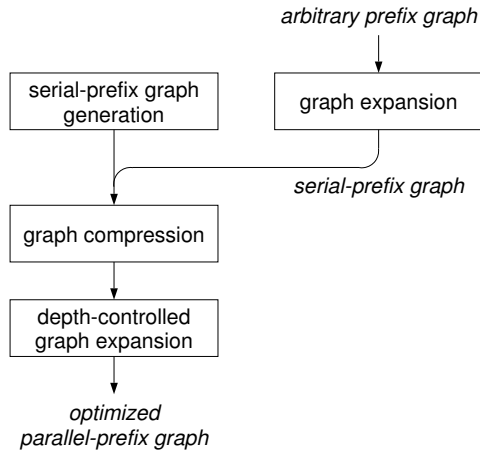 arbitrary prefix graph
serial-prefix graph
generation
graph expansion
serial-prefix graph
graph compression
depth-controlled
graph expansion
optimized
parallel-prefix graph